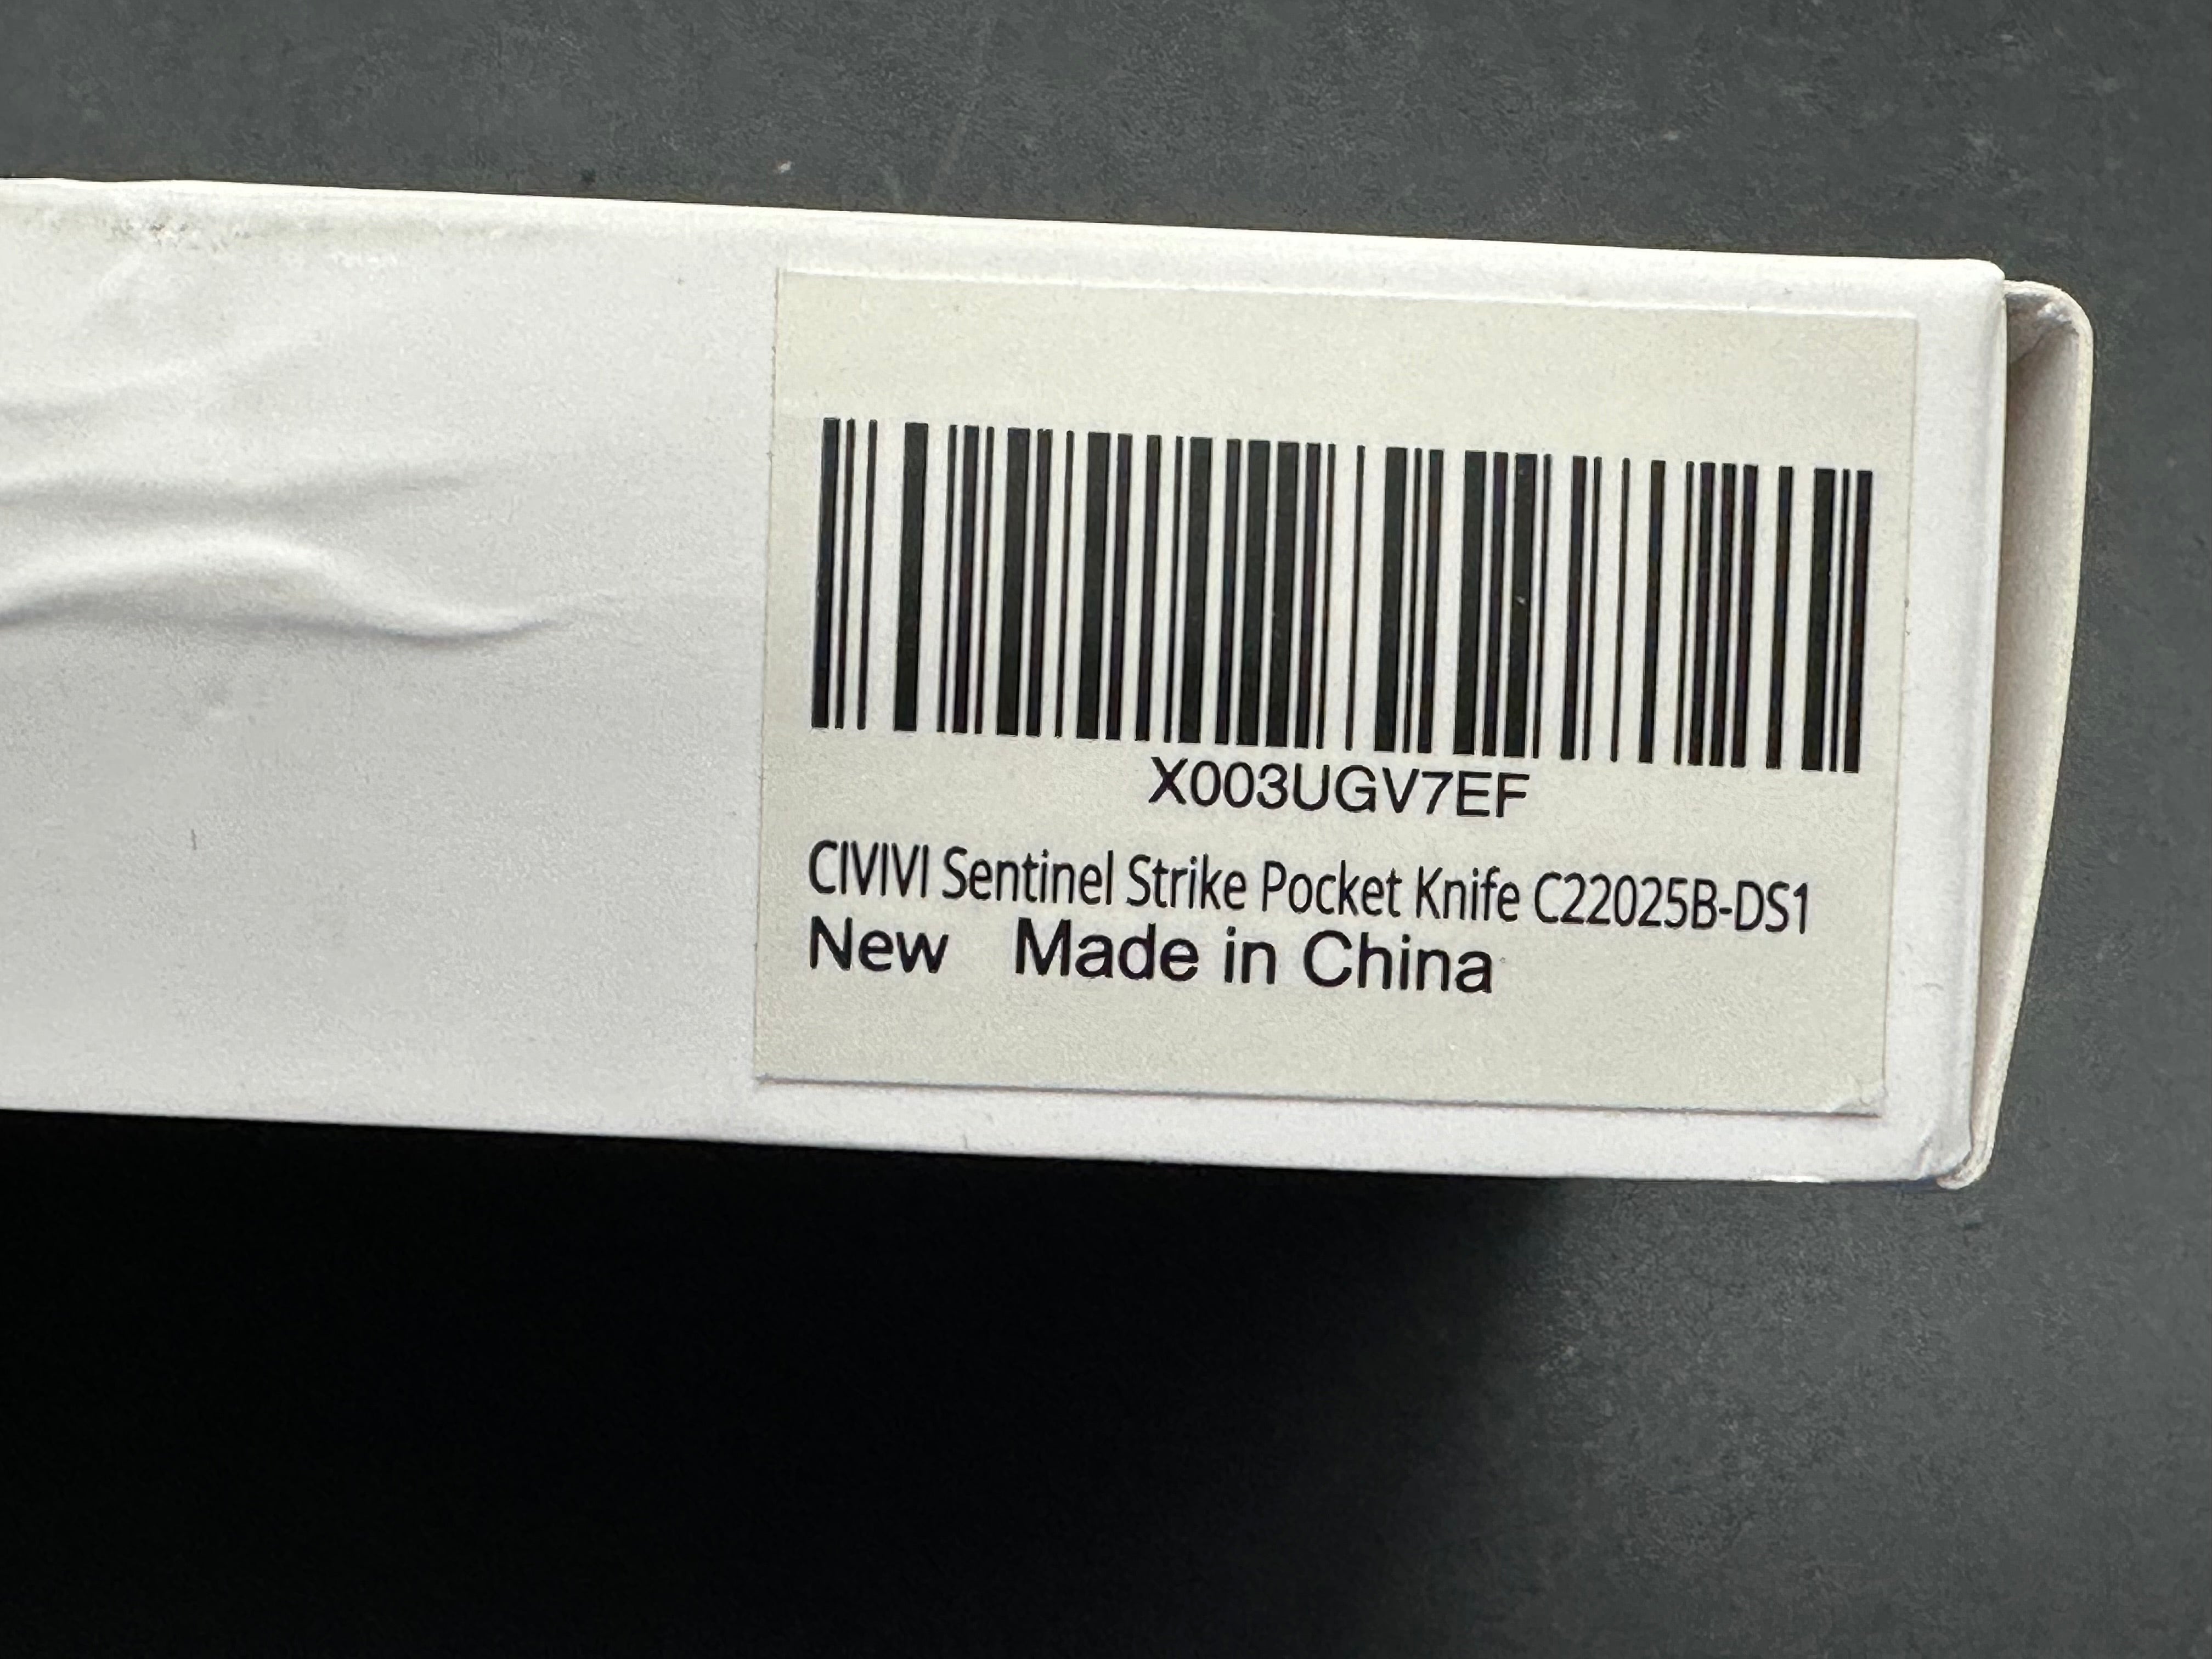 X003UGV7EF
CIVIVI Sentinel Strike Pocket Knife C22025B-DS1
New Made in China